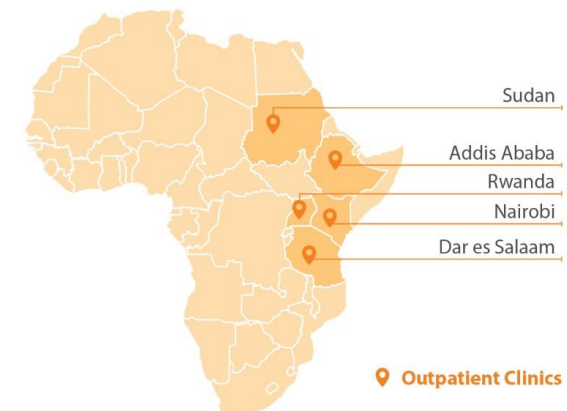 Sudan
Addis Ababa
Rwanda
Nairobi
Dar es Salaam
Outpatient Clinics